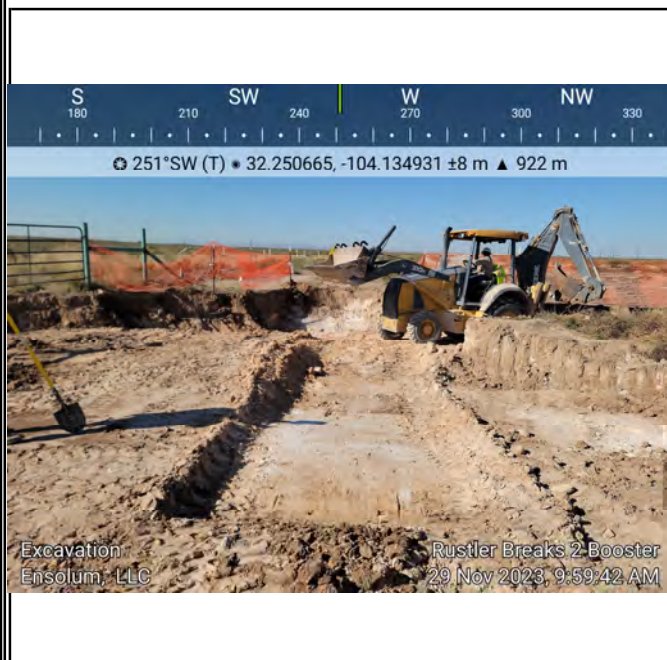 S SW W NW
180 210 240 270 300 330
251°SW (T) 32.250665, -104.134931 ±8 m ▲ 922 m
Excavation
Ensolum, LLC
Rustler Breaks 2 Booster
29 Nov 2023, 9:59:42 AM